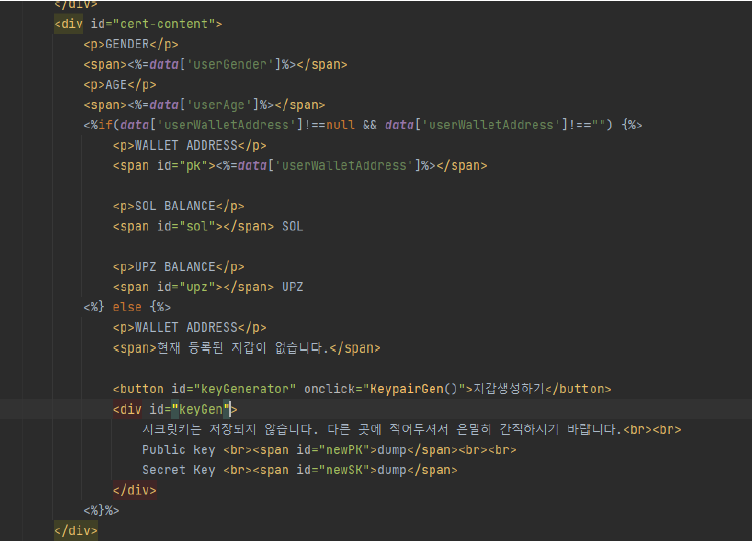 </div>
<div id="cert-content">
<p>GENDER</p>
<span><%=data['userGender']%></span>
<p>AGE</p>
<span><%=data['userAge']%></span>
<%if(data['userWalletAddress']!==null && data['userWalletAddress']!=="") {%>
<p>WALLET ADDRESS</p>
<span id="pk"><%=data['userWalletAddress']%></span>
<p>SOL BALANCE</p>
<span id="sol"></span> SOL
<p>UPZ BALANCE</p>
<span id="upz"></span> UPZ
<%} else {%>
<p>WALLET ADDRESS</p>
<span>현재 등록된 지갑이 없습니다.</span>
<button id="keyGenerator" onclick="KeypairGen()">지갑생성하기</button>
<div id="keyGen">
시크릿키는 저장되지 않습니다. 다른 곳에 적어두셔서 은밀히 간직하시기 바랍니다.<br><br>
Public Key <br><span id="newPK">dump</span><br><br>
Secret Key <br><span id="newSK">dump</span>
</div>
<%}%>
</div>